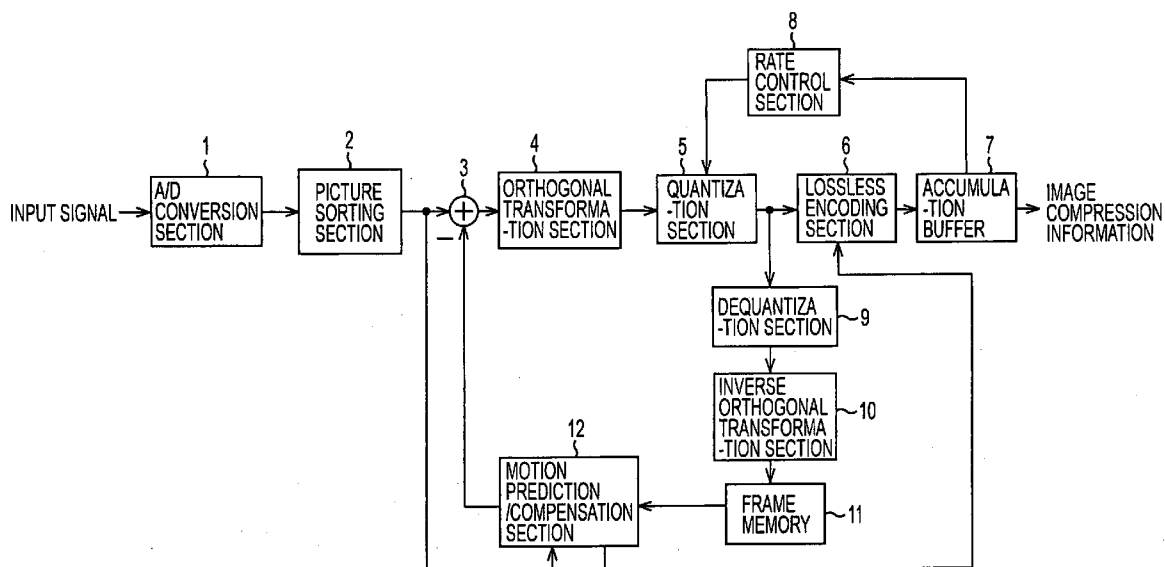 8
RATE
CONTROL
SECTION
1
A/D
CONVERSION
SECTION
2
PICTURE
SORTING
SECTION
3
4
ORTHOGONAL
TRANSFORMA
-TION SECTION
5
QUANTIZA
-TION
SECTION
6
LOSSLESS
ENCODING
SECTION
7
ACCUMULA
-TION
BUFFER
INPUT SIGNAL
+
−
IMAGE
COMPRESSION
INFORMATION
DEQUANTIZA
-TION SECTION
9
INVERSE
ORTHOGONAL
TRANSFORMA
-TION SECTION
10
12
MOTION
PREDICTION
/COMPENSATION
SECTION
FRAME
MEMORY
11